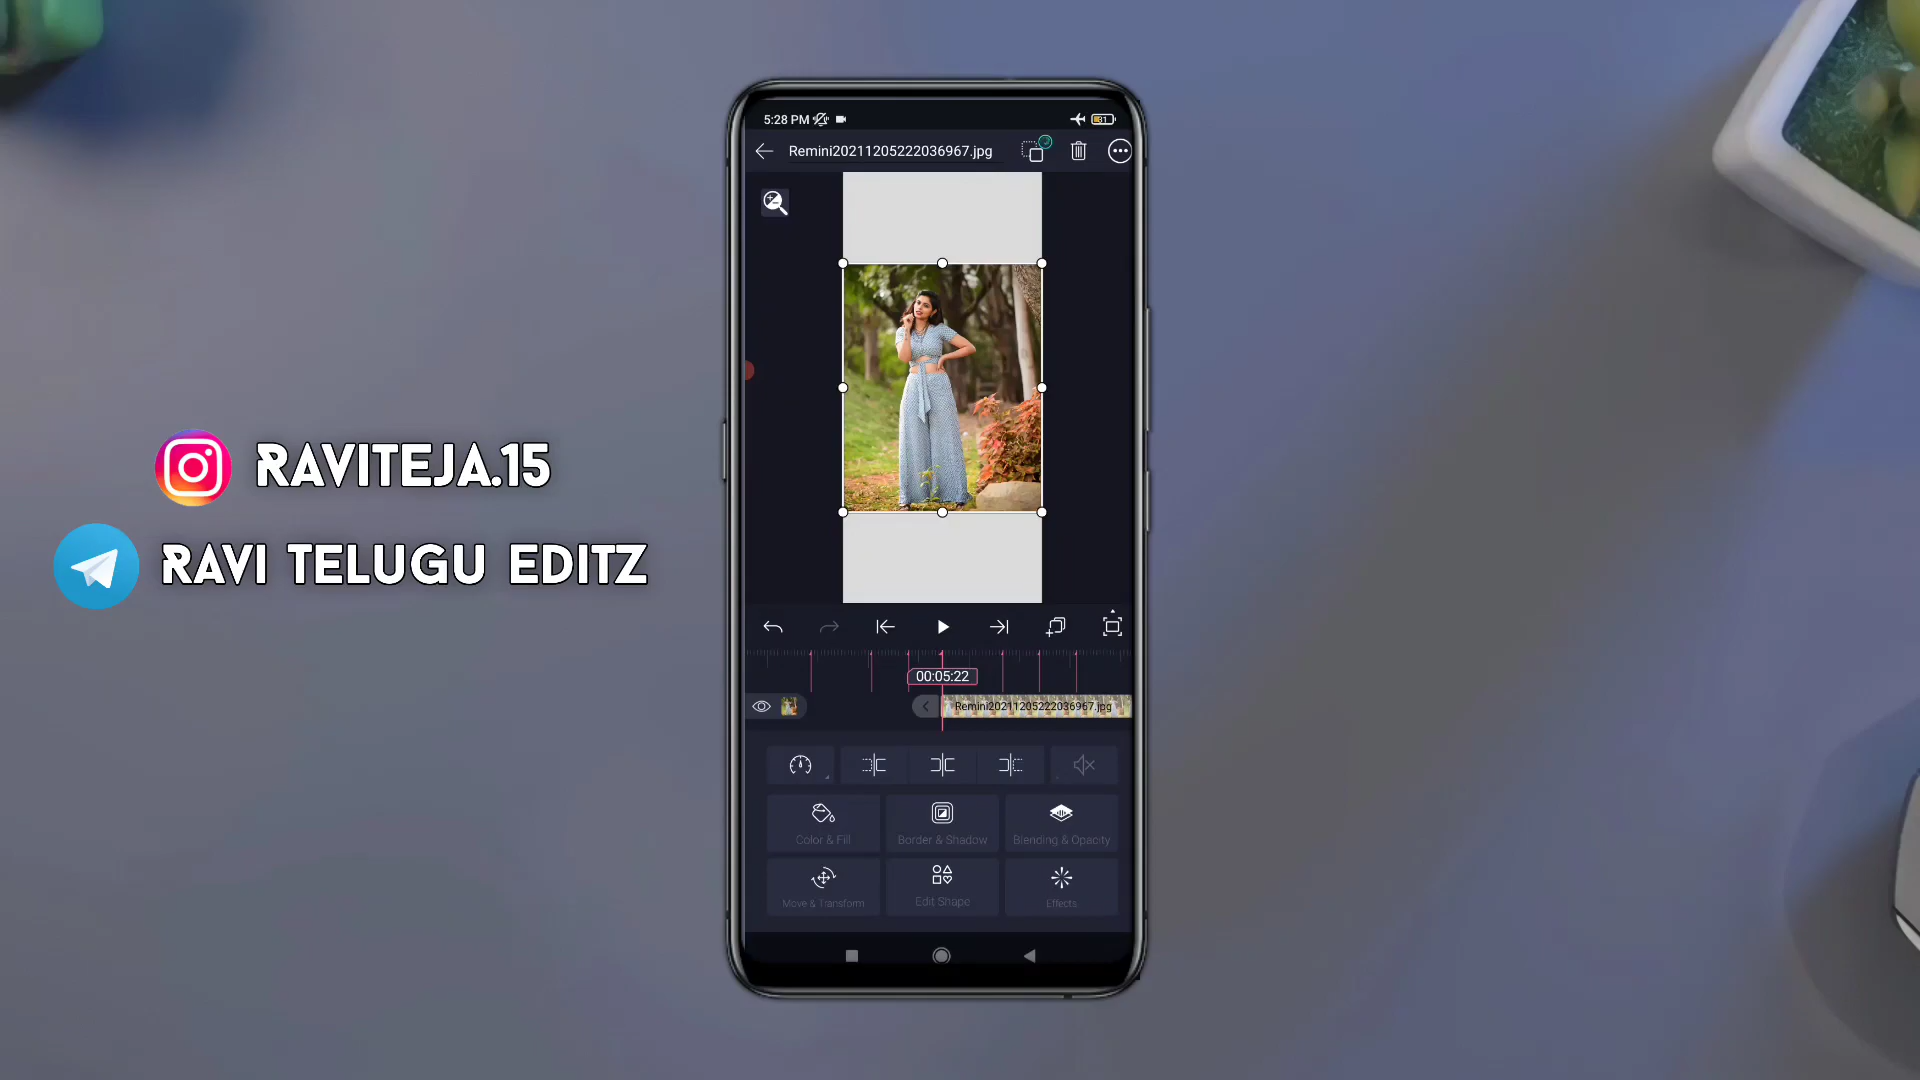 RAVITEJA.15
RAVI TELUGU EDITZ
5:28 PM
31
Remini20211205222036967.jpg
00:05:22
Remini20211205222036967.jpg
Color & Fill
Border & Shadow
Blending & Opacity
Move & Transform
Edit Shape
Effects